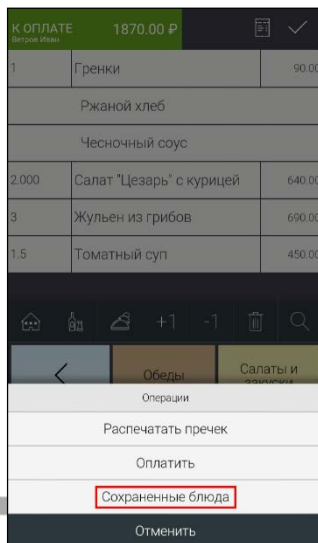 К ОПЛАТЕ 1870.00 ₽
Ветров Иван
1 Гренки 90.00
Ржаной хлеб
Чесночный соус
2.000 Салат "Цезарь" с курицей 640.00
3 Жульен из грибов 690.00
1.5 Томатный суп 450.00
+1 -1
Обеды Салаты и
закуски
Операции
Распечатать пречек
Оплатить
Сохраненные блюда
Отменить